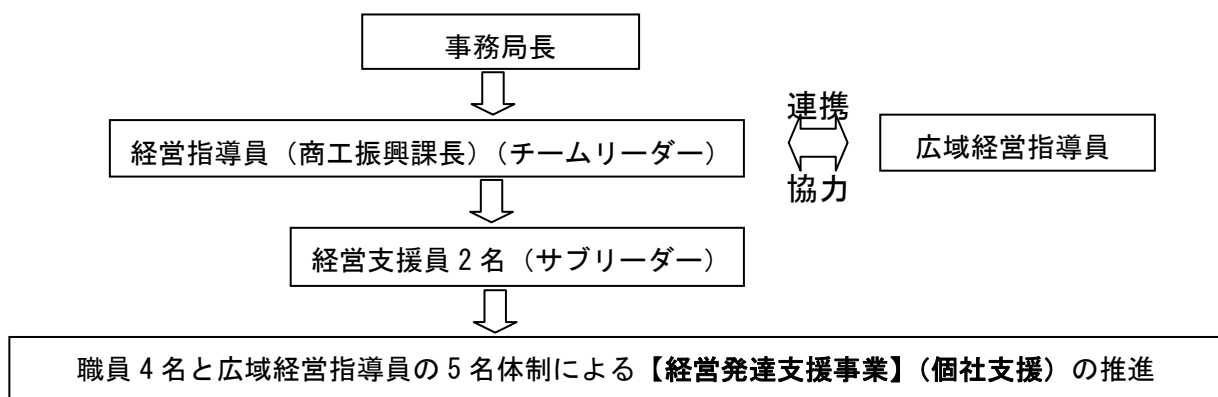 事務局長
連携
経営指導員（商工振興課長）（チームリーダー）
広域経営指導員
協力
経営支援員２名（サブリーダー）
職員４名と広域経営指導員の５名体制による【経営発達支援事業】（個社支援）の推進